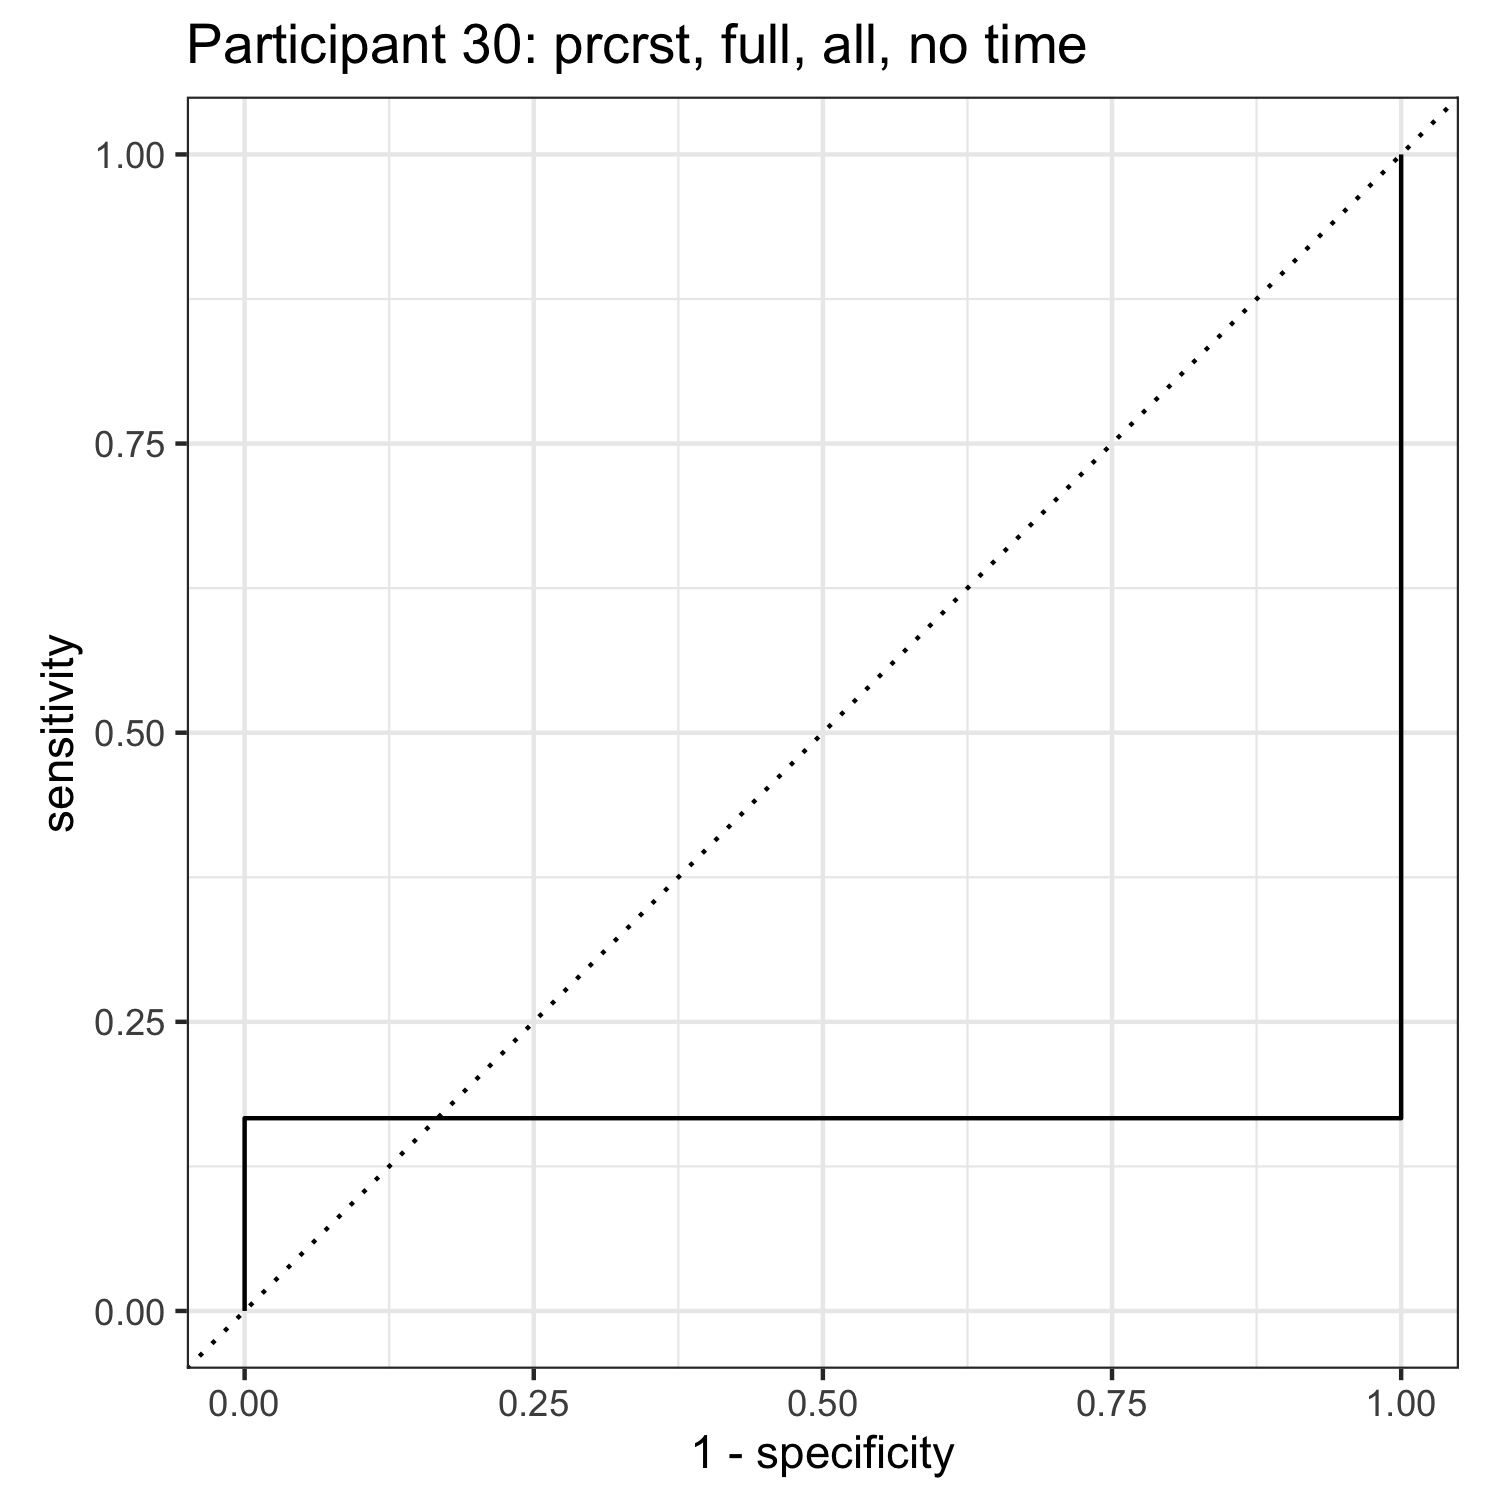 Participant 30: prcrst, full, all, no time
1.00
0.75
0.50
0.25
0.00
sensitivity
0.00 0.25 0.50 0.75 1.00
1 - specificity